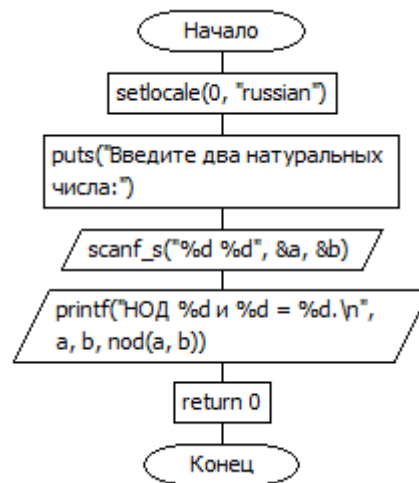 Начало
setlocale(0, "russian")
puts("Введите два натуральных
числа:")
scanf_s("%d %d", &a, &b)
printf("НОД %d и %d = %d.\n",
a, b, nod(a, b))
return 0
Конец